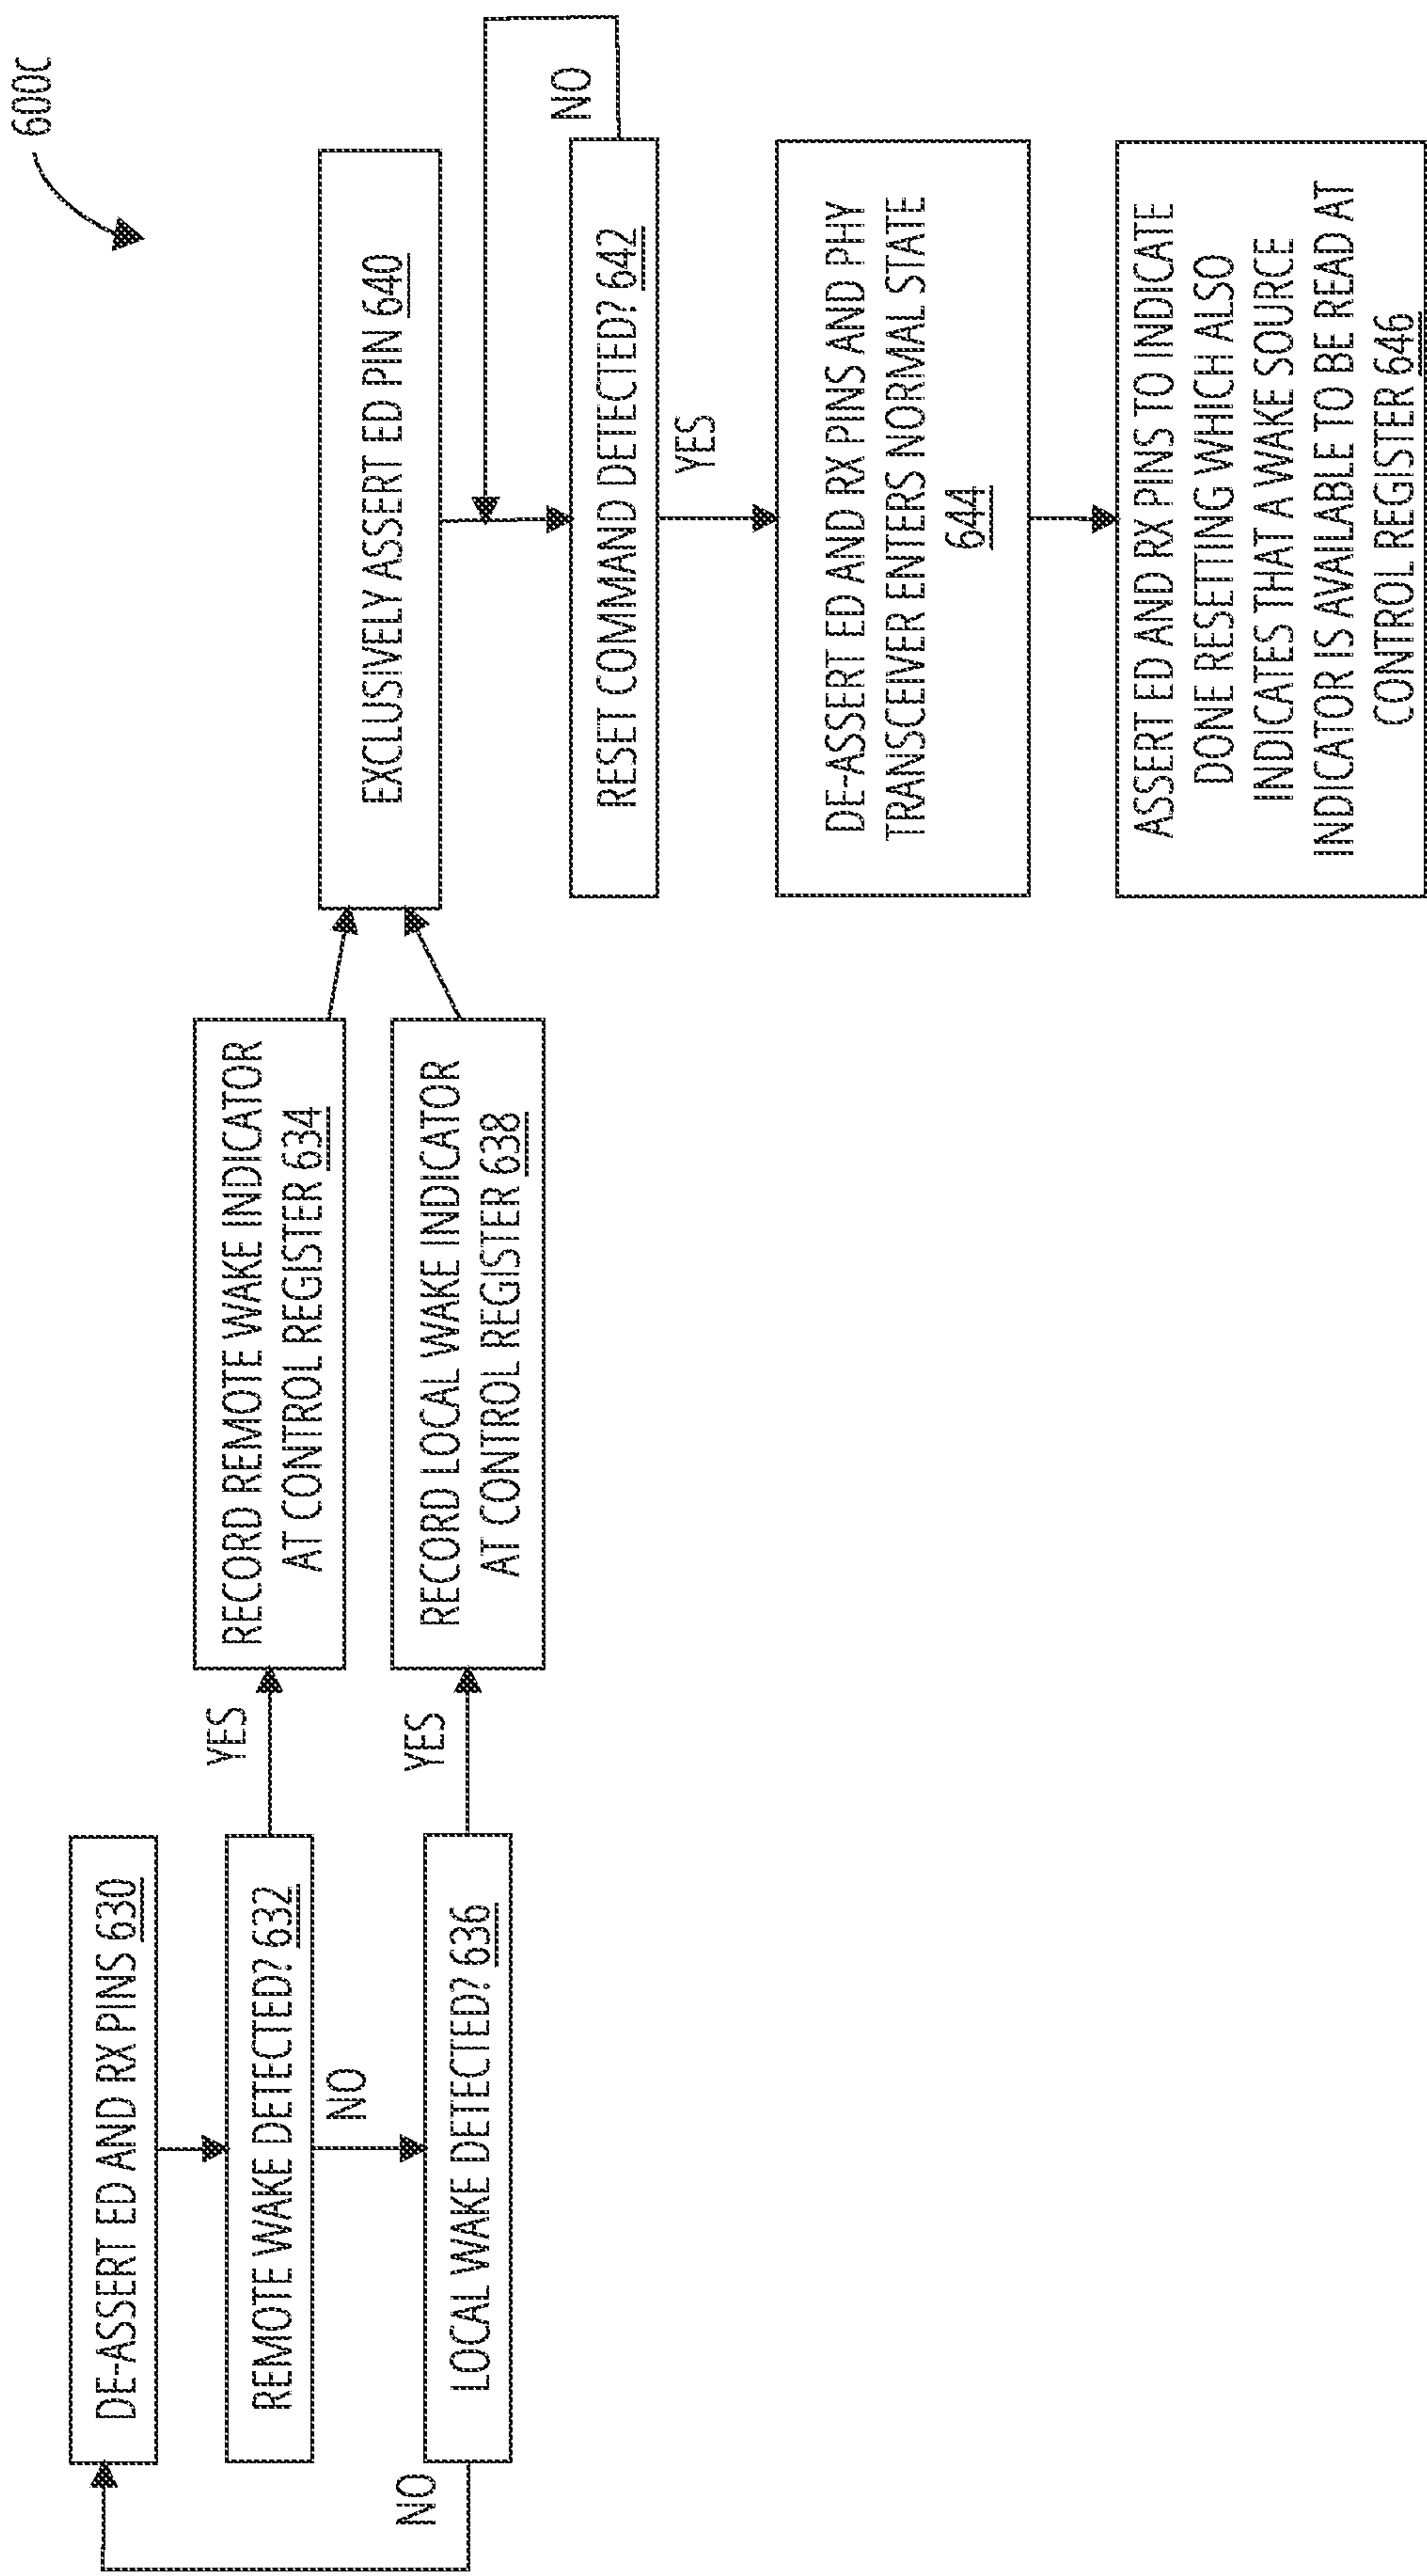 600C
DE-ASSERT ED AND RX PINS 630
REMOTE WAKE DETECTED? 632
YES
NO
LOCAL WAKE DETECTED? 636
YES
NO
RECORD REMOTE WAKE INDICATOR
AT CONTROL REGISTER 634
RECORD LOCAL WAKE INDICATOR
AT CONTROL REGISTER 638
EXCLUSIVELY ASSERT ED PIN 640
NO
RESET COMMAND DETECTED? 642
YES
DE-ASSERT ED AND RX PINS AND PHY
TRANSCEIVER ENTERS NORMAL STATE
644
ASSERT ED AND RX PINS TO INDICATE
DONE RESETTING WHICH ALSO
INDICATES THAT A WAKE SOURCE
INDICATOR IS AVAILABLE TO BE READ AT
CONTROL REGISTER 646